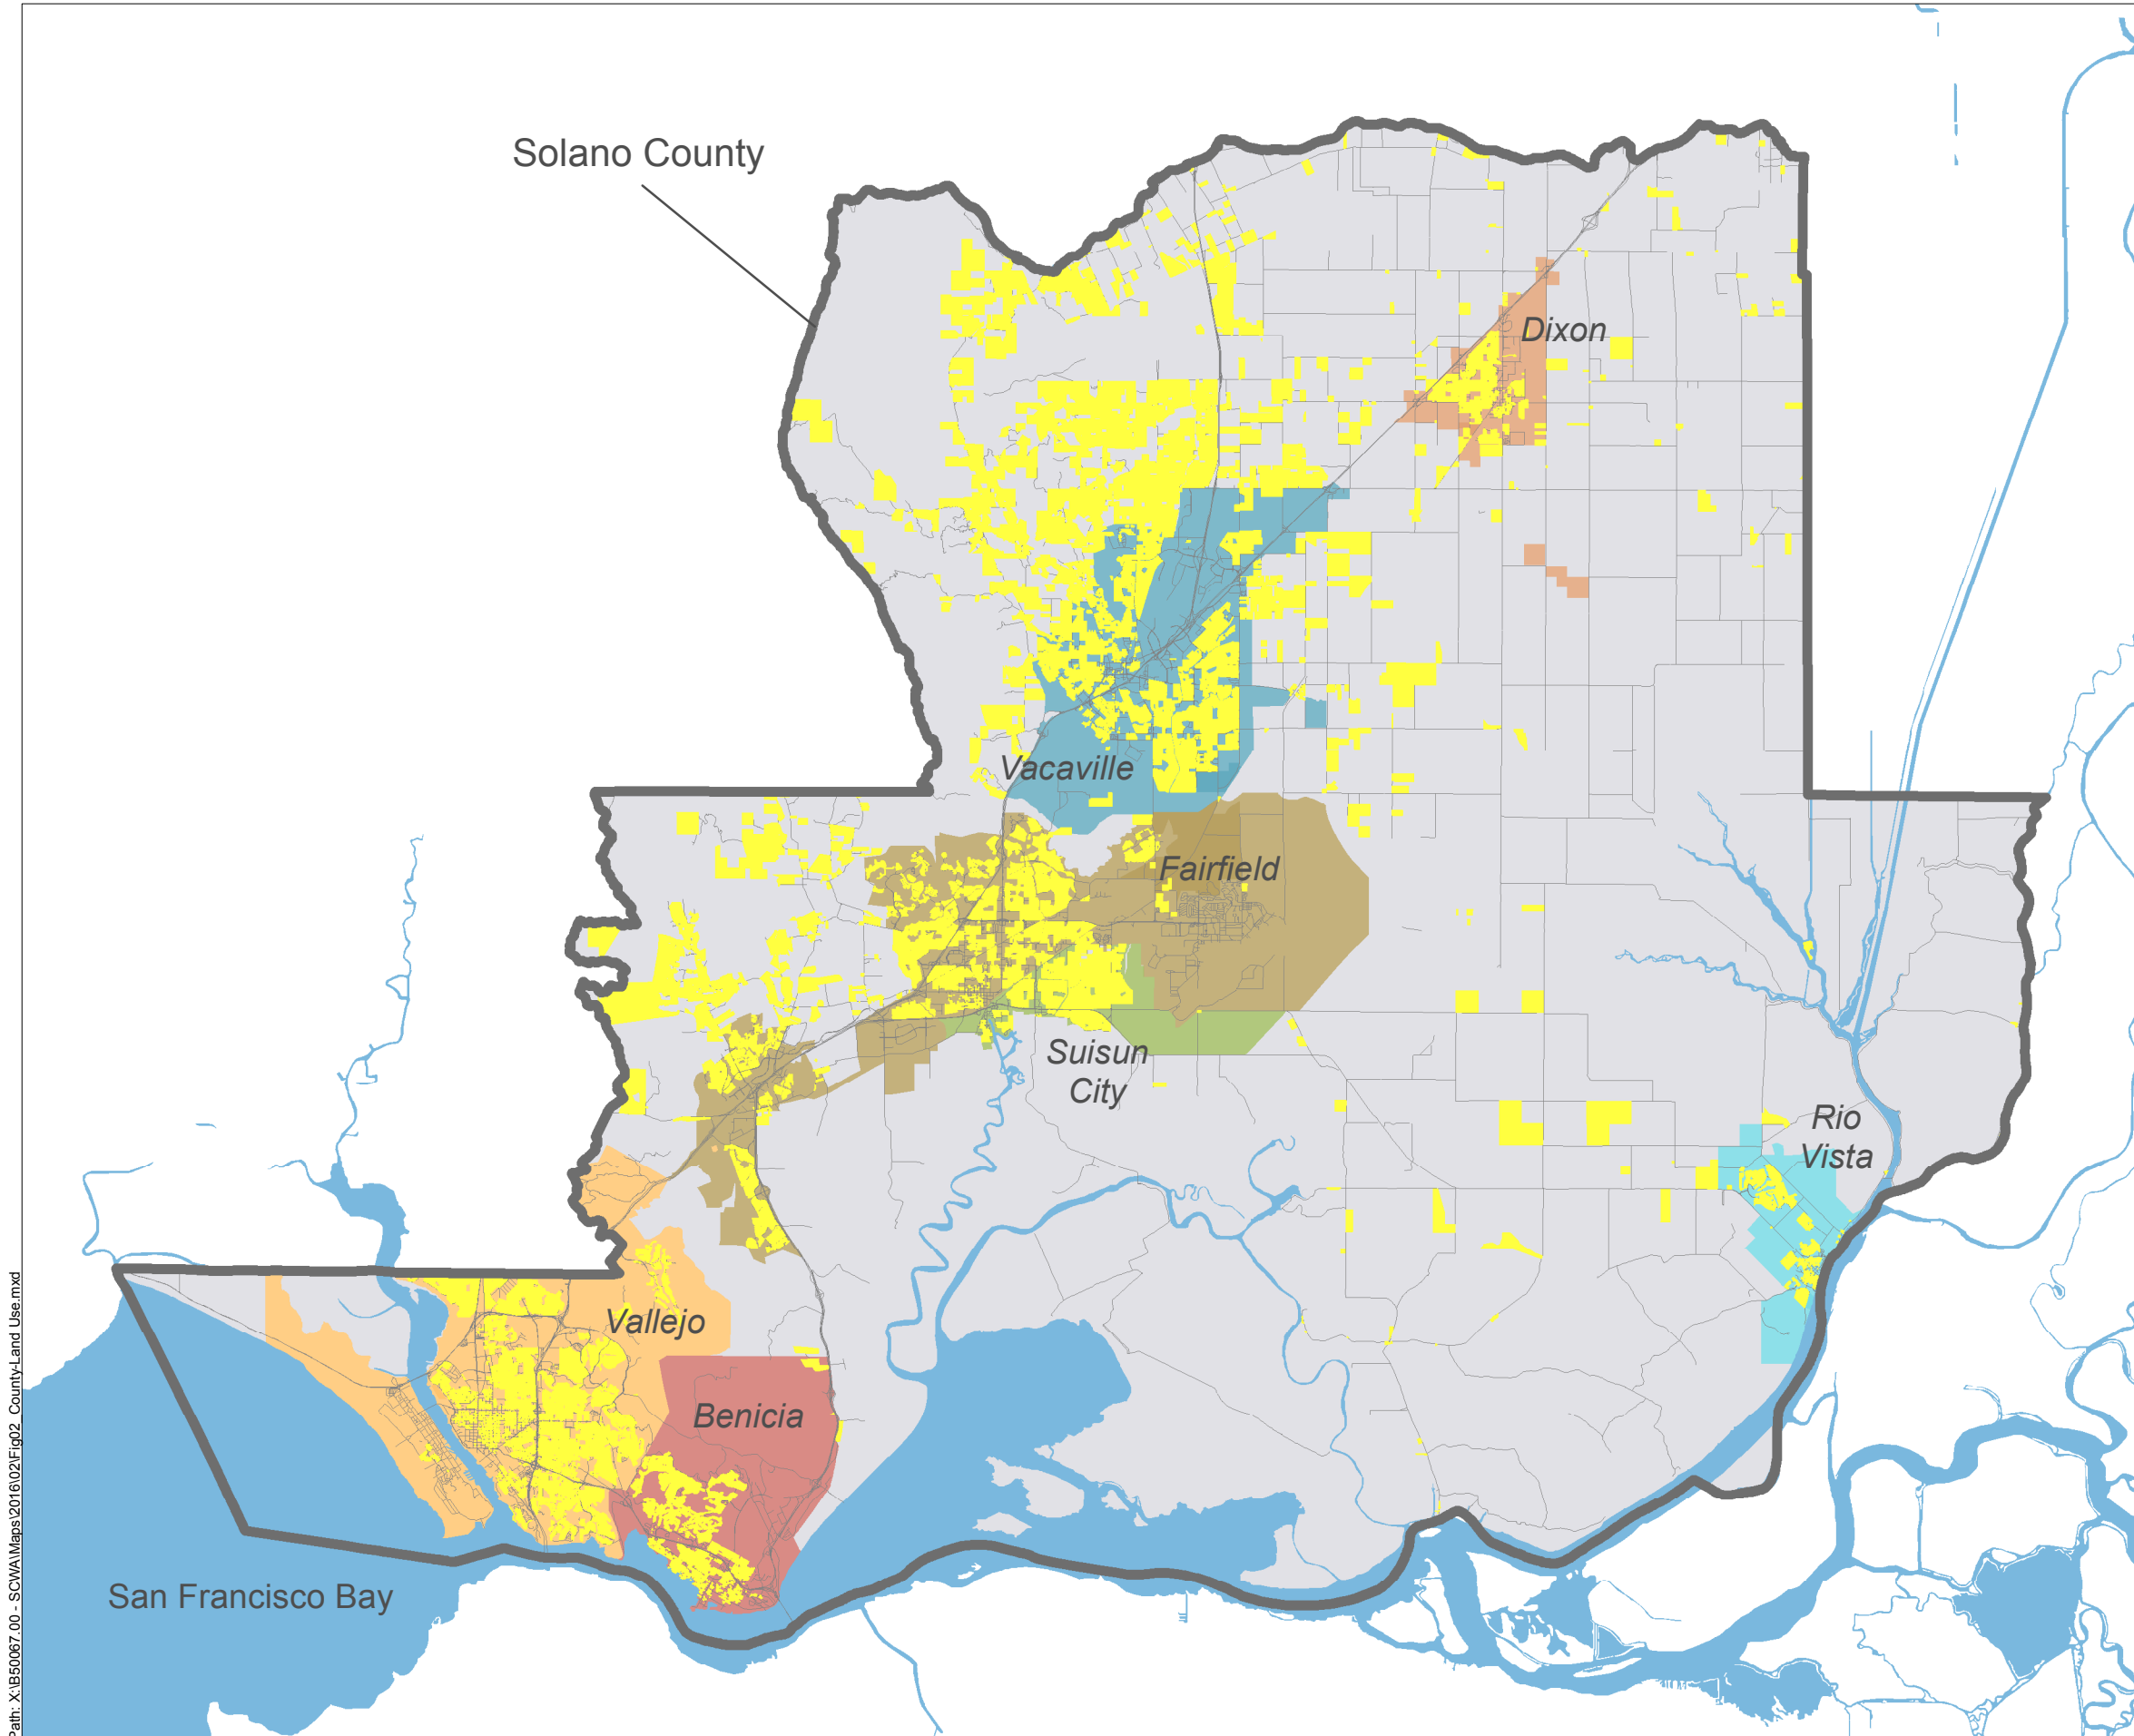 Solano County
Dixon
Vacaville
Fairfield
Suisun
City
Rio
Vista
Vallejo
Benicia
San Francisco Bay
Path: X:\B50067.00 - SCWA\Maps\2016\02\Fig02_County-Land Use.mxd